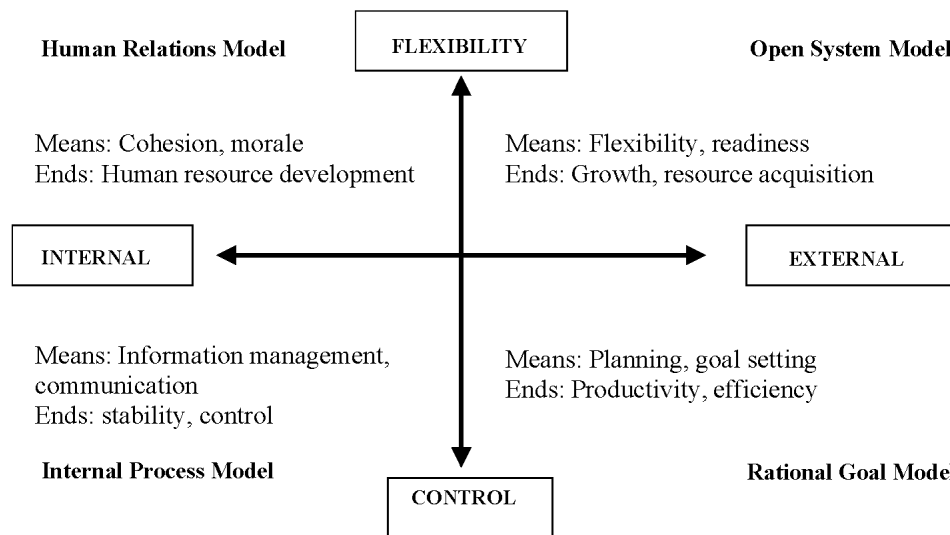 Human Relations Model
FLEXIBILITY
Open System Model
Means: Cohesion, morale
Ends: Human resource development
Means: Flexibility, readiness
Ends: Growth, resource acquisition
INTERNAL
EXTERNAL
Means: Information management,
communication
Ends: stability, control
Means: Planning, goal setting
Ends: Productivity, efficiency
Internal Process Model
Rational Goal Model
CONTROL